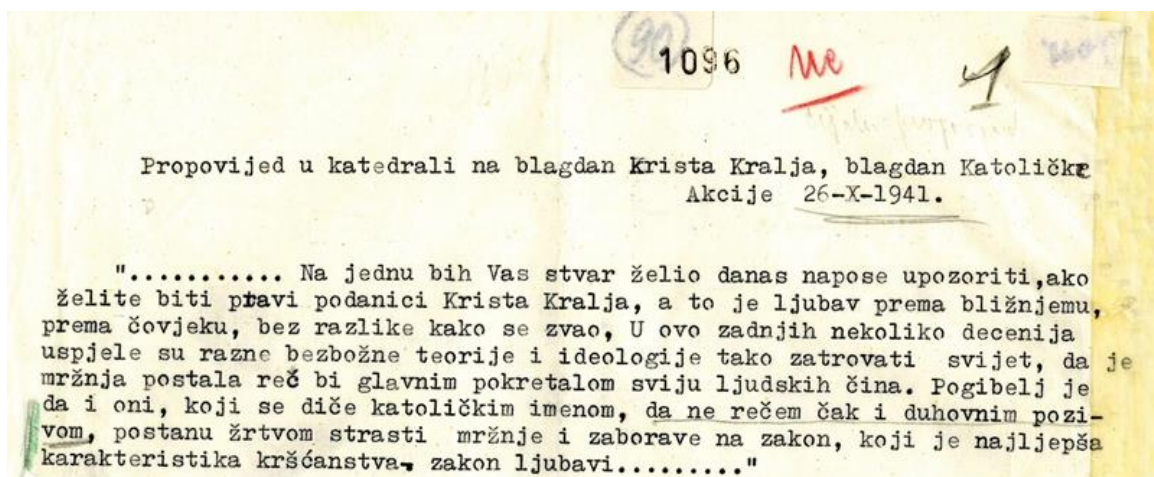 (90)
1096 ne 1
Propovijed u katedrali na blagdan Krista Kralja, blagdan Katoličke
Akcije 26-X-1941.
"........... Na jednu bih Vas stvar želio danas napose upozoriti,ako
želite biti pravi podanici Krista Kralja, a to je ljubav prema bližnjemu,
prema čovjeku, bez razlike kako se zvao, U ovo zadnjih nekoliko decenija
uspjele su razne bezbožne teorije i ideologije tako zatrovati svijet, da je
mržnja postala reć bi glavnim pokretalom sviju ljudskih čina. Pogibelj je
da i oni, koji se diče katoličkim imenom, da ne rečem čak i duhovnim pozi-
vom, postanu žrtvom strasti mržnje i zaborave na zakon, koji je najljepša
karakteristika kršćanstva, zakon ljubavi........."